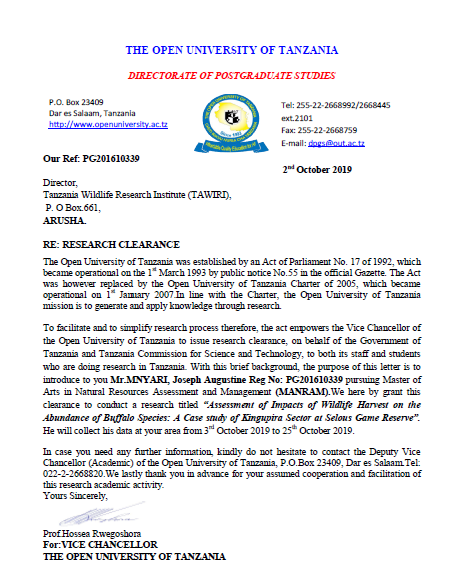 THE OPEN UNIVERSITY OF TANZANIA
DIRECTORATE OF POSTGRADUATE STUDIES
P.O. Box 23409
Dar es Salaam, Tanzania
http://www.openuniversity.ac.tz
Tel: 255-22-2668992/2668445
ext.2101
Fax: 255-22-2668759
E-mail: dpgs@out.ac.tz
Our Ref: PG201610339
2nd October 2019
Director,
Tanzania Wildlife Research Institute (TAWIRI),
P. O Box.661,
ARUSHA.
RE: RESEARCH CLEARANCE
The Open University of Tanzania was established by an Act of Parliament No. 17 of 1992, which
became operational on the 1st March 1993 by public notice No.55 in the official Gazette. The Act
was however replaced by the Open University of Tanzania Charter of 2005, which became
operational on 1st January 2007.In line with the Charter, the Open University of Tanzania
mission is to generate and apply knowledge through research.
To facilitate and to simplify research process therefore, the act empowers the Vice Chancellor of
the Open University of Tanzania to issue research clearance, on behalf of the Government of
Tanzania and Tanzania Commission for Science and Technology, to both its staff and students
who are doing research in Tanzania. With this brief background, the purpose of this letter is to
introduce to you Mr.MNYARI, Joseph Augustine Reg No: PG201610339 pursuing Master of
Arts in Natural Resources Assessment and Management (MANRAM).We here by grant this
clearance to conduct a research titled “Assessment of Impacts of Wildlife Harvest on the
Abundance of Buffalo Species: A Case study of Kingupira Sector at Selous Game Reserve”.
He will collect his data at your area from 3rd October 2019 to 25th October 2019.
In case you need any further information, kindly do not hesitate to contact the Deputy Vice
Chancellor (Academic) of the Open University of Tanzania, P.O.Box 23409, Dar es Salaam.Tel:
022-2-2668820.We lastly thank you in advance for your assumed cooperation and facilitation of
this research academic activity.
Yours Sincerely,
Prof.Hossea Rwegoshora
For:VICE CHANCELLOR
THE OPEN UNIVERSITY OF TANZANIA